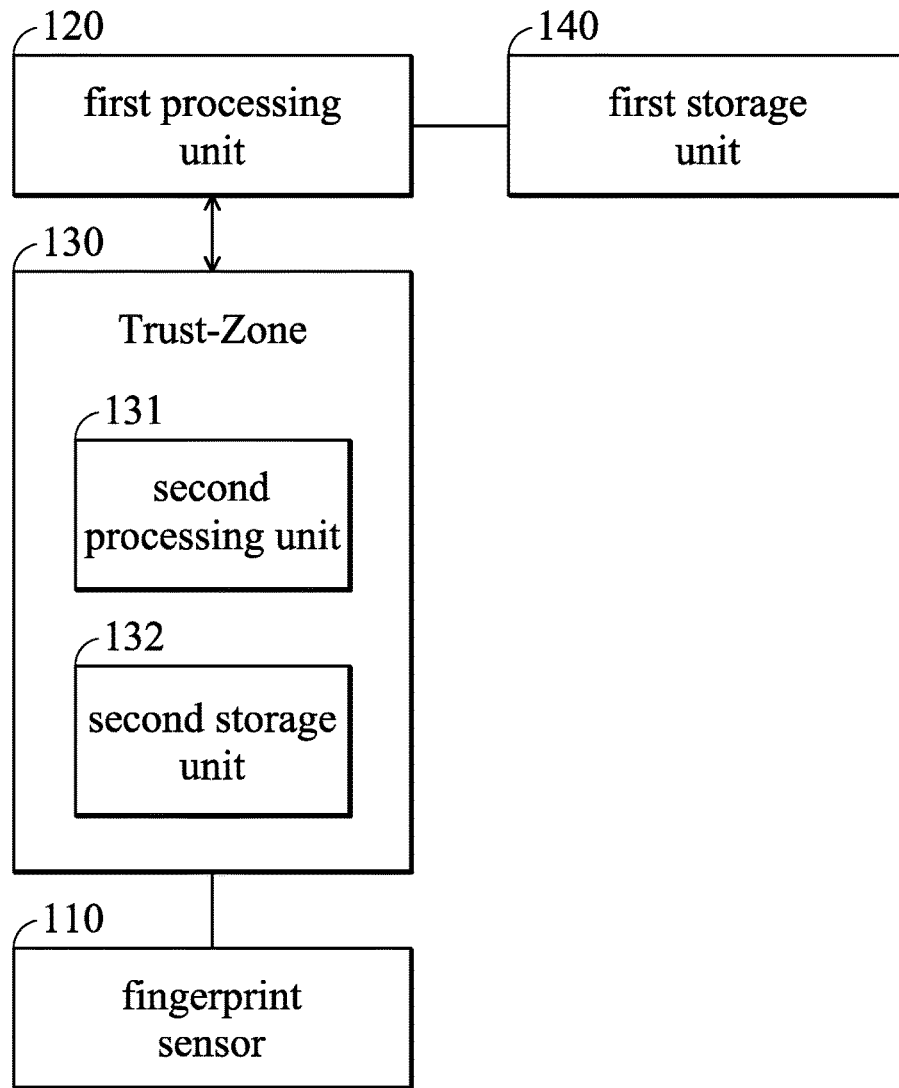 120
first processing
unit
140
first storage
unit
130
Trust-Zone
131
second
processing unit
132
second storage
unit
110
fingerprint
sensor